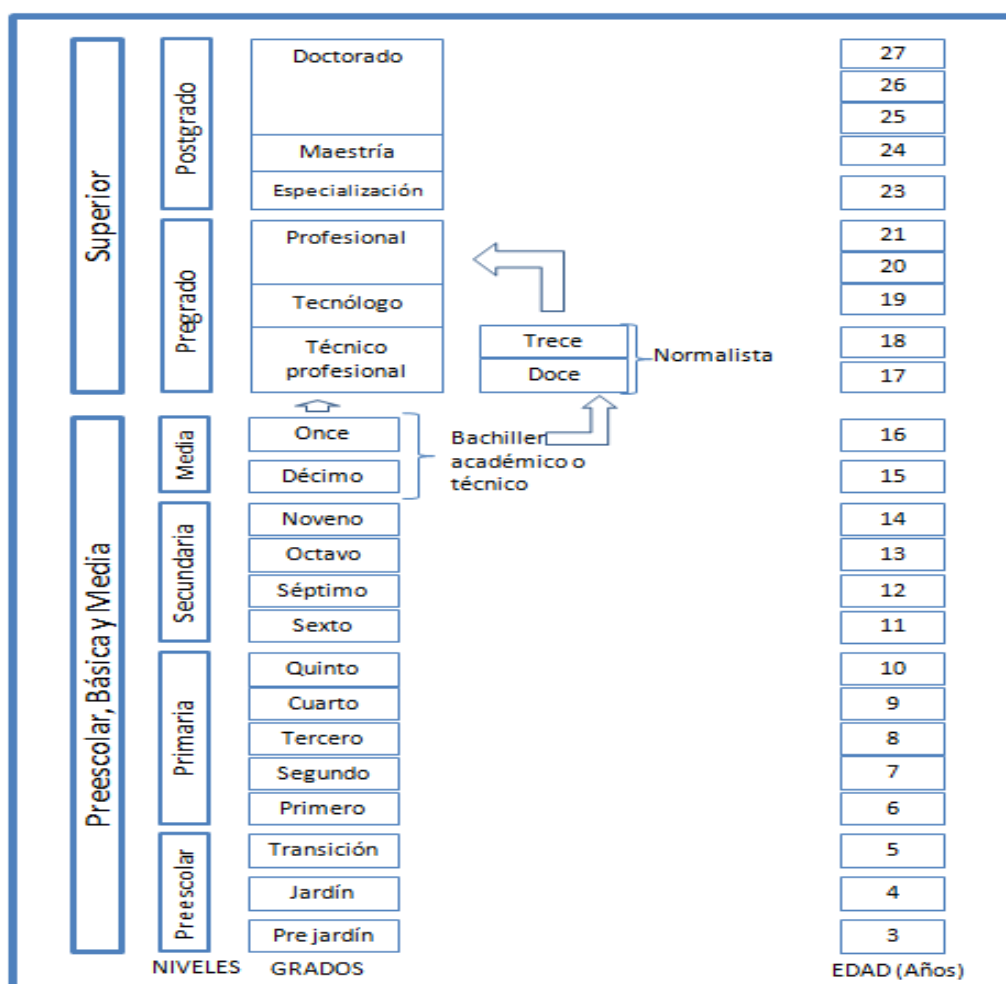 Superior
Postgrado
Doctorado
27
26
25
Maestría
24
Especialización
23
Pregrado
Profesional
21
20
Tecnólogo
19
Técnico
profesional
Trece
18
Doce
17
Normalista
Preescolar, Básica y Media
Media
Once
16
Décimo
15
Bachiller
académico o
técnico
Secundaria
Noveno
14
Octavo
13
Séptimo
12
Sexto
11
Primaria
Quinto
10
Cuarto
9
Tercero
8
Segundo
7
Primero
6
Preescolar
Transición
5
Jardín
4
Pre jardín
3
NIVELES GRADOS EDAD (Años)